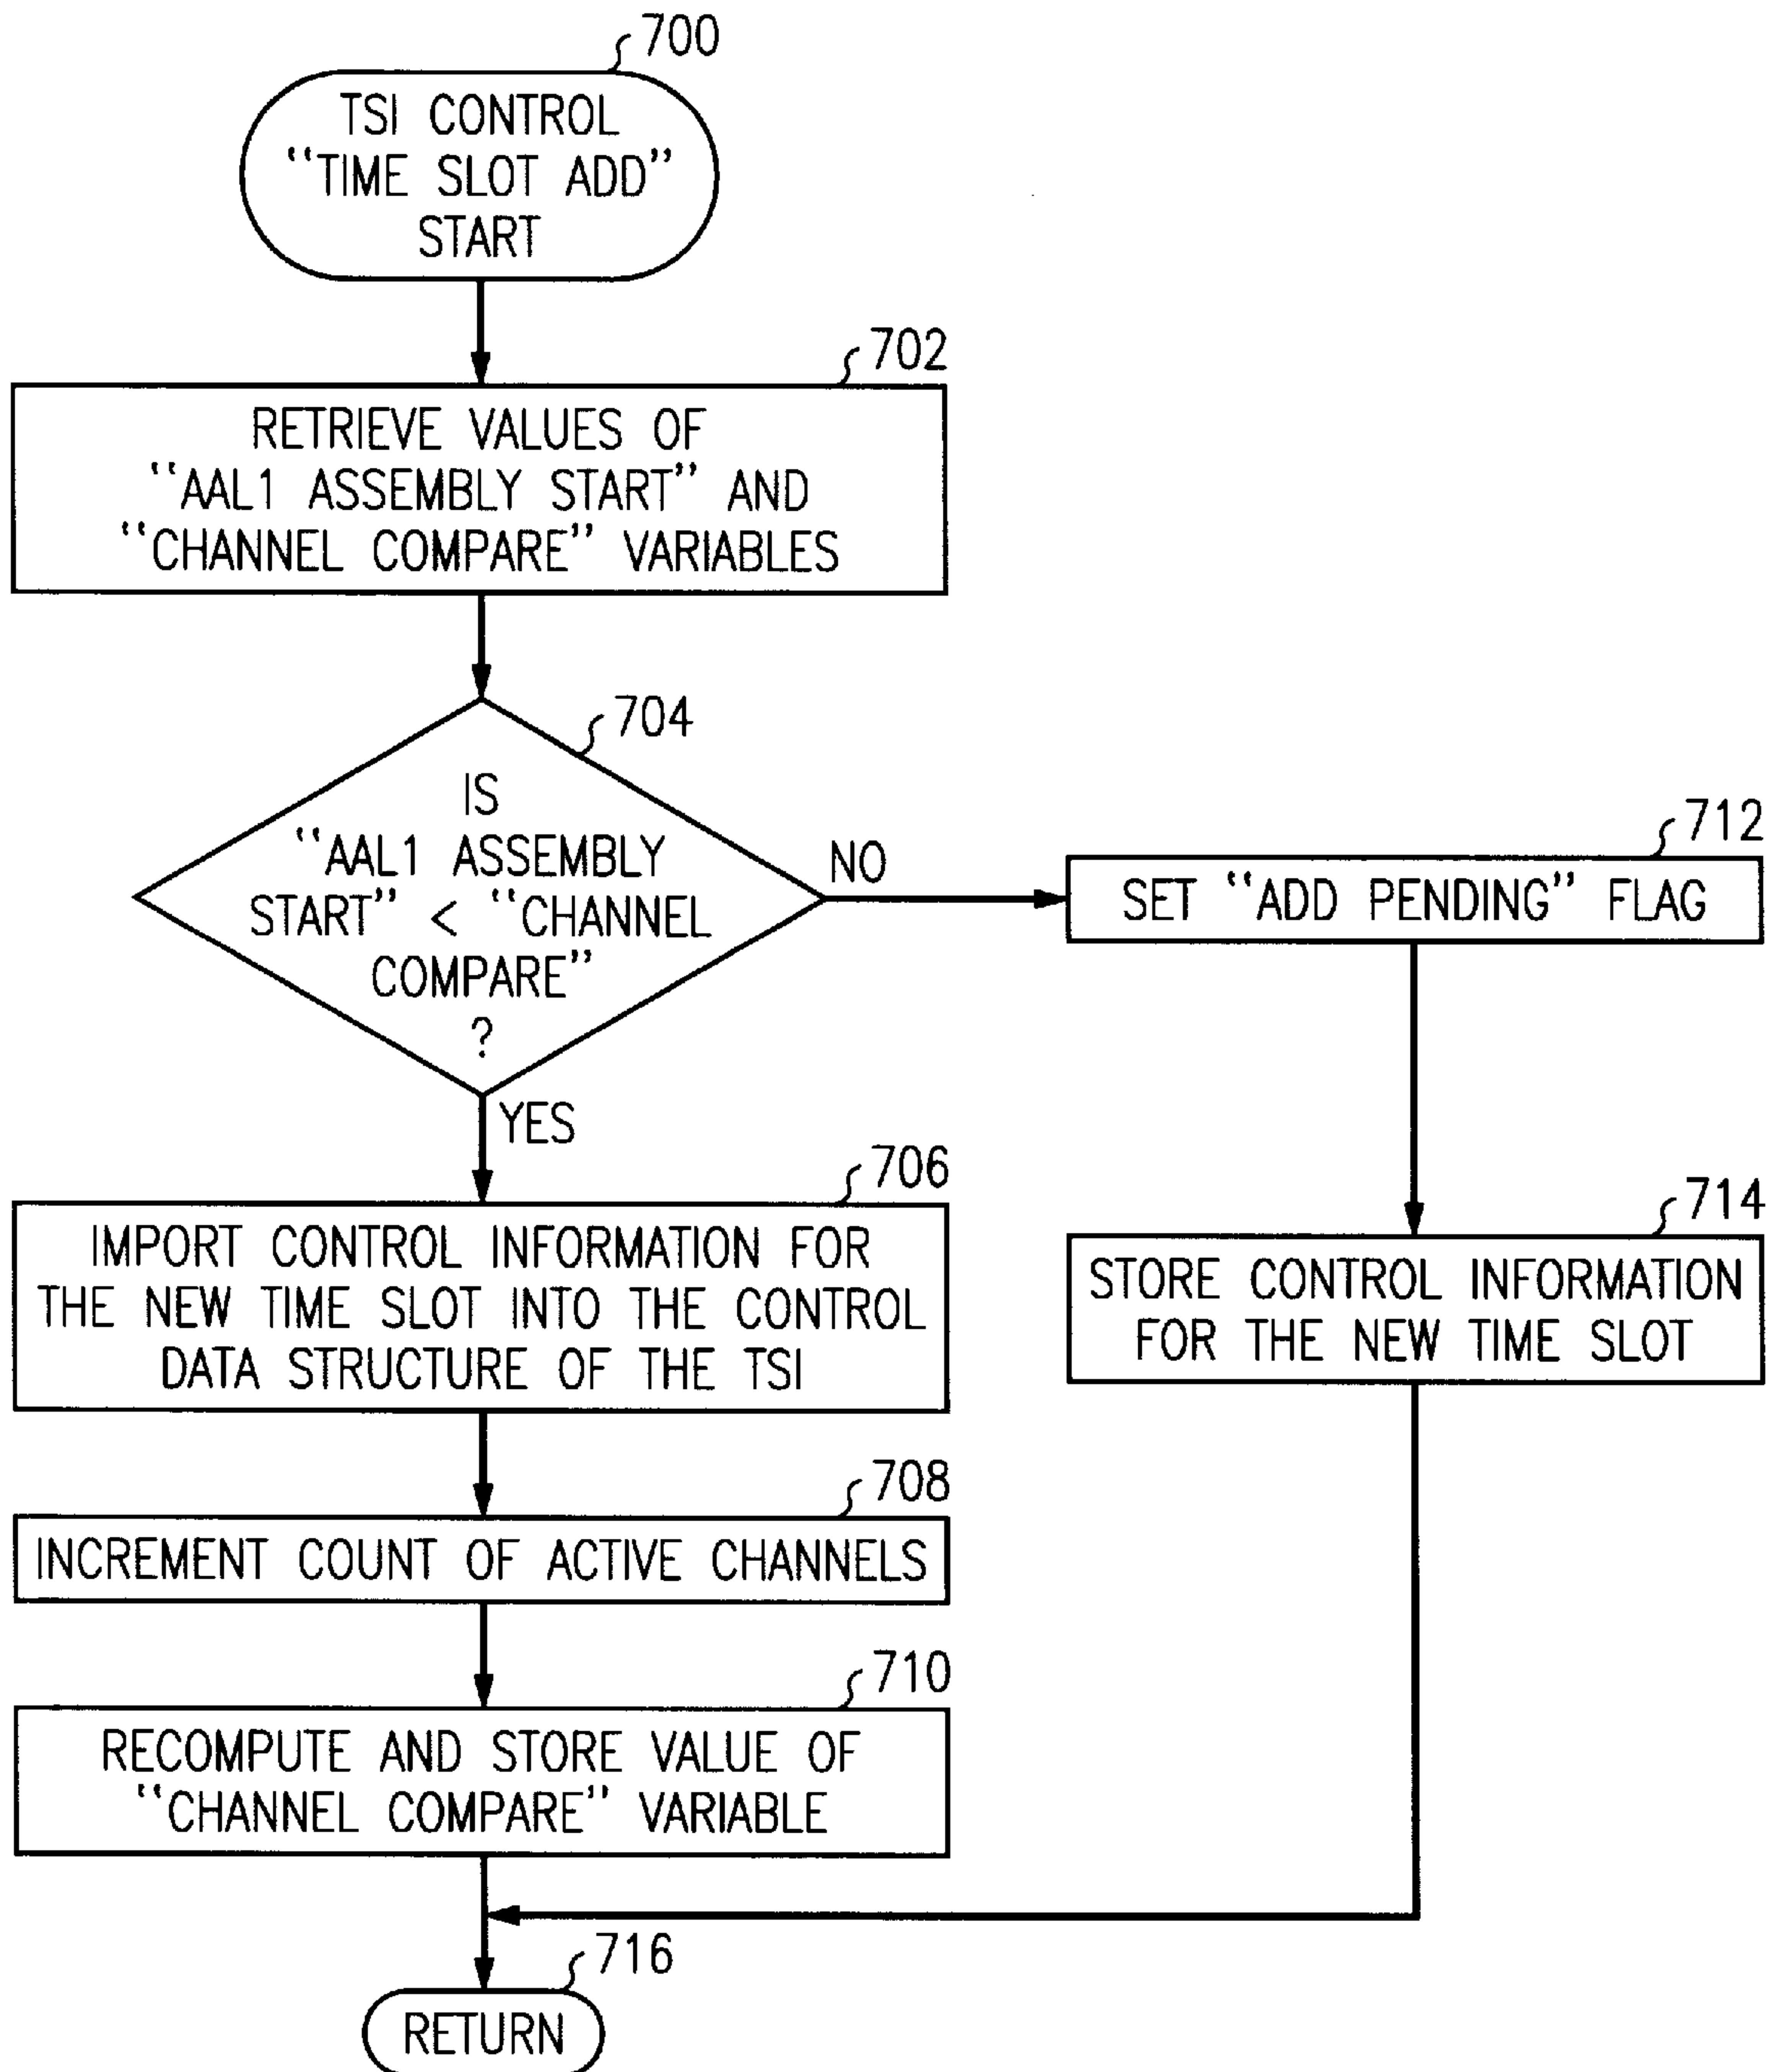 700
TSI CONTROL
“TIME SLOT ADD”
START
702
RETRIEVE VALUES OF
“AAL1 ASSEMBLY START” AND
“CHANNEL COMPARE” VARIABLES
704
IS
“AAL1 ASSEMBLY
START” < “CHANNEL
COMPARE”
?
NO
YES
712
SET “ADD PENDING” FLAG
714
STORE CONTROL INFORMATION
FOR THE NEW TIME SLOT
706
IMPORT CONTROL INFORMATION FOR
THE NEW TIME SLOT INTO THE CONTROL
DATA STRUCTURE OF THE TSI
708
INCREMENT COUNT OF ACTIVE CHANNELS
710
RECOMPUTE AND STORE VALUE OF
“CHANNEL COMPARE” VARIABLE
716
RETURN